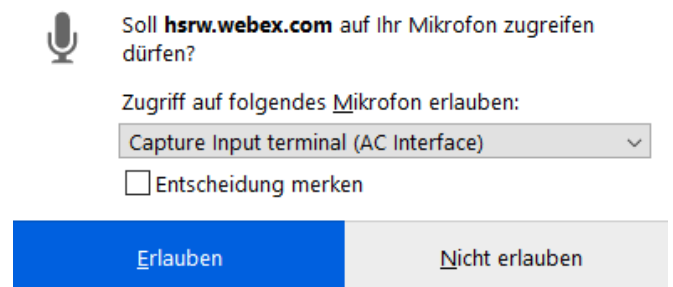 Soll hsrw.webex.com auf Ihr Mikrofon zugreifen
dürfen?
Zugriff auf folgendes Mikrofon erlauben:
Capture Input terminal (AC Interface)
Entscheidung merken
Erlauben
Nicht erlauben